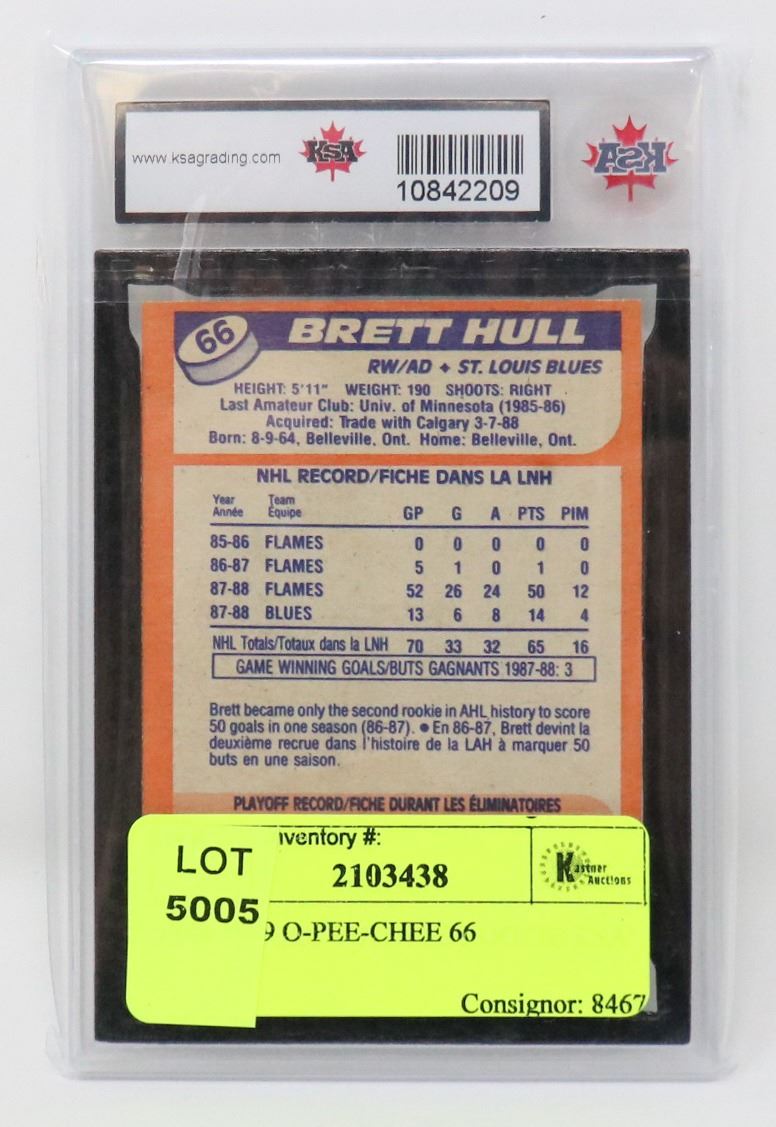 www.ksagrading.com
KSA
10842209
KSA
66
BRETT HULL
RW/AD ♦ ST. LOUIS BLUES
HEIGHT: 5'11" WEIGHT: 190 SHOOTS: RIGHT
Last Amateur Club: Univ. of Minnesota (1985-86)
Acquired: Trade with Calgary 3-7-88
Born: 8-9-64, Belleville, Ont. Home: Belleville, Ont.
NHL RECORD/FICHE DANS LA LNH
Year Team
Année Équipe GP G A PTS PIM
85-86 FLAMES 0 0 0 0 0
86-87 FLAMES 5 1 0 1 0
87-88 FLAMES 52 26 24 50 12
87-88 BLUES 13 6 8 14 4
NHL Totals/Totaux dans la LNH 70 33 32 65 16
GAME WINNING GOALS/BUTS GAGNANTS 1987-88: 3
Brett became only the second rookie in AHL history to score
50 goals in one season (86-87). ● En 86-87, Brett devint la
deuxième recrue dans l'histoire de la LAH à marquer 50
buts en une saison.
PLAYOFF RECORD/FICHE DURANT LES ÉLIMINATOIRES
nventory #:
2103438
Kastner
Auctions
LOT
5005
9 O-PEE-CHEE 66
Consignor: 8467